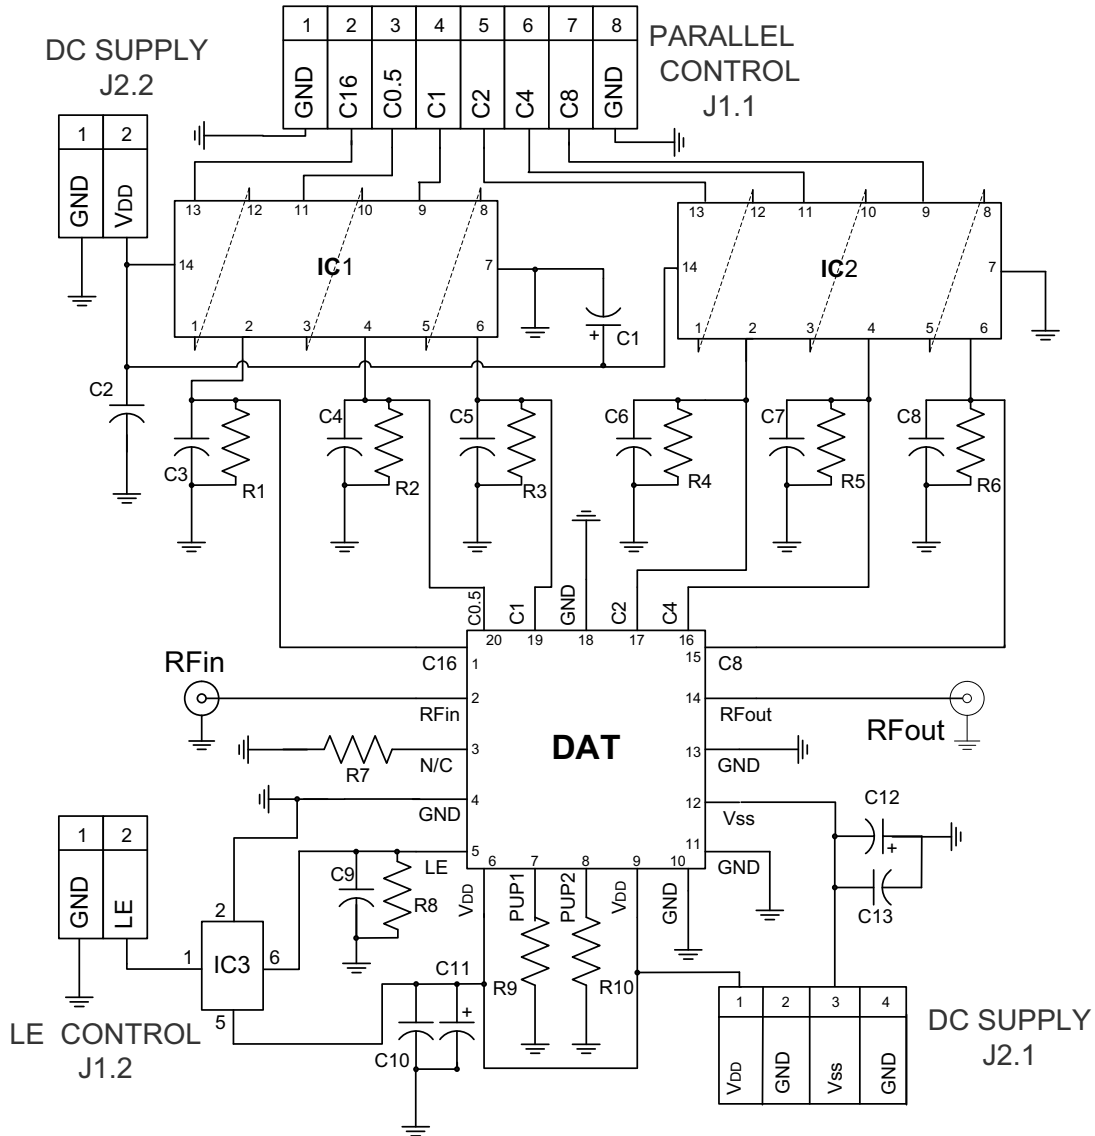 1 2 3 4 5 6 7 8
GND C16 C0.5 C1 C2 C4 C8 GND
PARALLEL
CONTROL
J1.1
DC SUPPLY
J2.2
1 2
GND VDD
13 12 11 10 9 8
14 IC1 7
1 2 3 4 5 6
13 12 11 10 9 8
14 IC2 7
1 2 3 4 5 6
C1
C2
C3 R1
C4 R2
C5 R3
C6 R4
C7 R5
C8 R6
C0.5 C1 GND C2 C4
20 19 18 17 16
C16 1 15 C8
RFin
2 RFin
14 RFout
RFout
DAT
R7 3 N/C
13 GND
4 GND
12 Vss
5 LE
11 GND
6 7 8 9 10
VDD PUP1 PUP2 VDD GND
C12
C13
C9 R8
1 2
GND LE
LE CONTROL
J1.2
2
1 IC3 6
5
C11
C10
R9 R10
1 2 3 4
VDD GND Vss GND
DC SUPPLY
J2.1
+
+
+